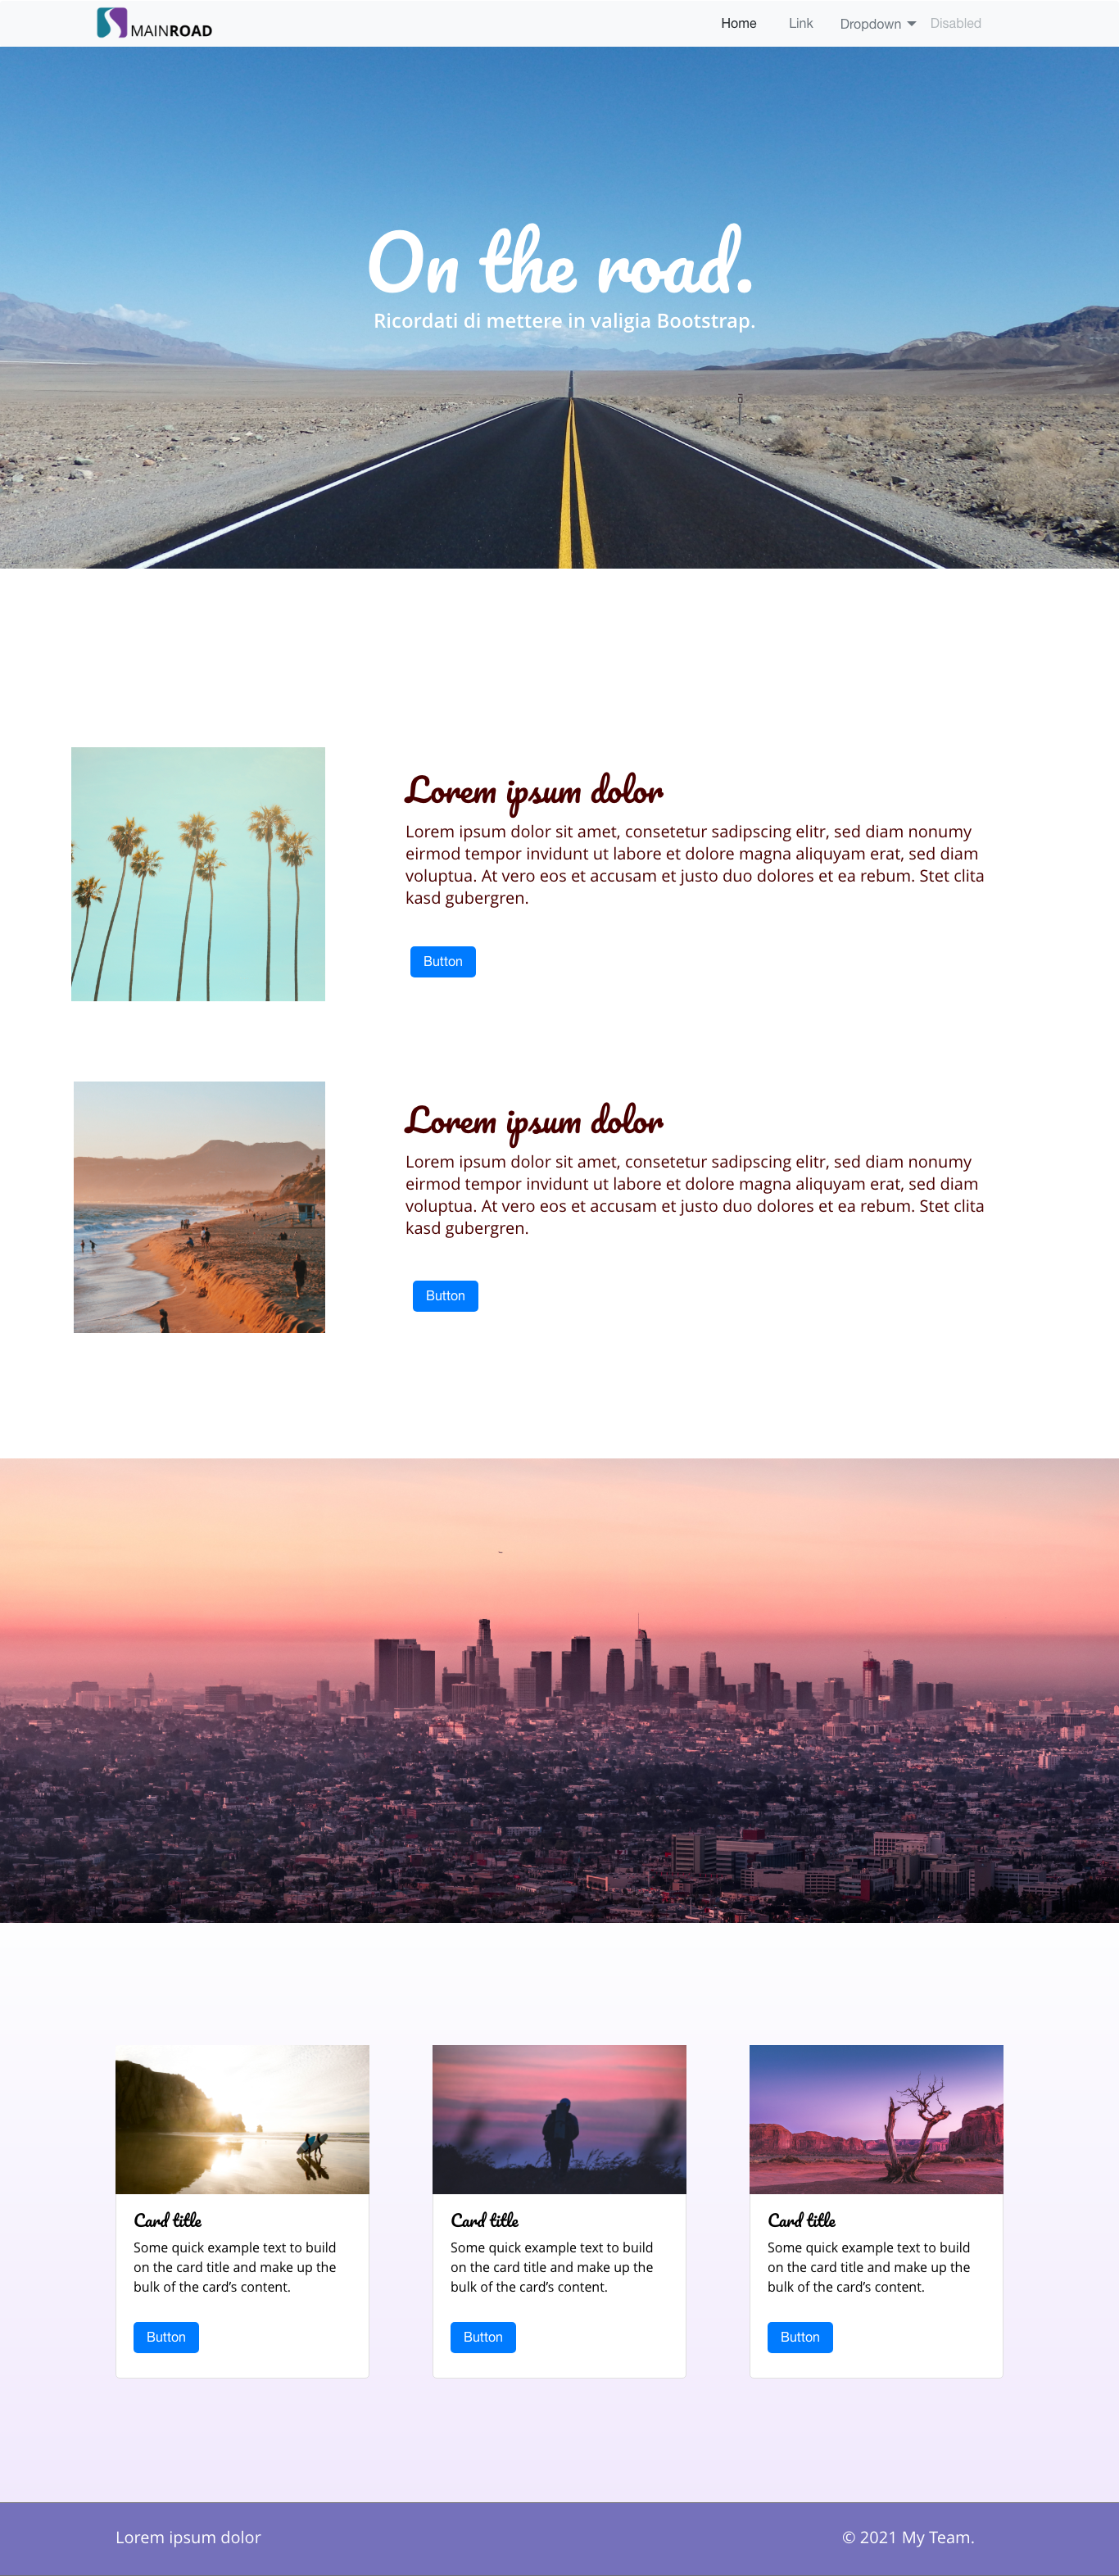 MAINROAD
Home Link Dropdown Disabled
On the road.
Ricordati di mettere in valigia Bootstrap.
Lorem ipsum dolor
Lorem ipsum dolor sit amet, consetetur sadipscing elitr, sed diam nonumy
eirmod tempor invidunt ut labore et dolore magna aliquyam erat, sed diam
voluptua. At vero eos et accusam et justo duo dolores et ea rebum. Stet clita
kasd gubergren.
Button
Lorem ipsum dolor
Lorem ipsum dolor sit amet, consetetur sadipscing elitr, sed diam nonumy
eirmod tempor invidunt ut labore et dolore magna aliquyam erat, sed diam
voluptua. At vero eos et accusam et justo duo dolores et ea rebum. Stet clita
kasd gubergren.
Button
Card title
Some quick example text to build
on the card title and make up the
bulk of the card’s content.
Button
Card title
Some quick example text to build
on the card title and make up the
bulk of the card’s content.
Button
Card title
Some quick example text to build
on the card title and make up the
bulk of the card’s content.
Button
Lorem ipsum dolor
© 2021 My Team.